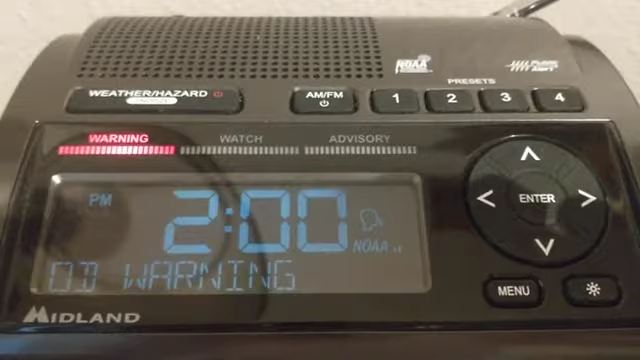 NOAA
Public Alert
PRESETS
WEATHER/HAZARD
AM/FM
1 2 3 4
WARNING WATCH ADVISORY
PM 2:00
NOAA
ENTER
OD WARNING
MENU
MIDLAND